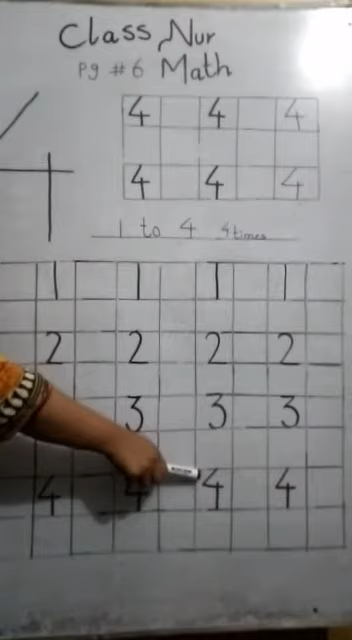 Class Nur
Pg # 6 Math
4 4 4
4
4 4 4
1 to 4 4 times
1 1 1 1
2 2 2 2
3 3 3
4 4 4 4